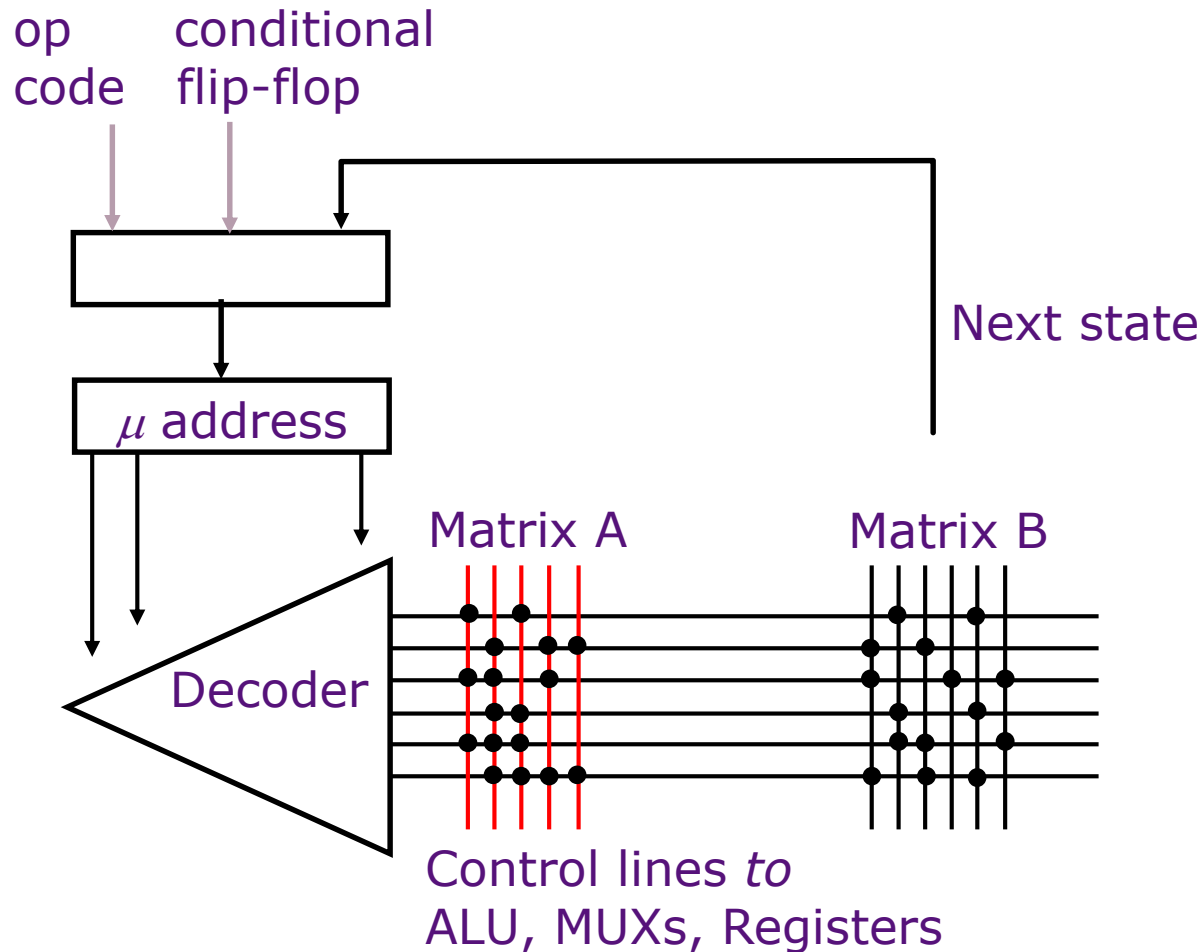 op conditional
code flip-flop
Next state
μ address
Matrix A Matrix B
Decoder
Control lines to
ALU, MUXs, Registers